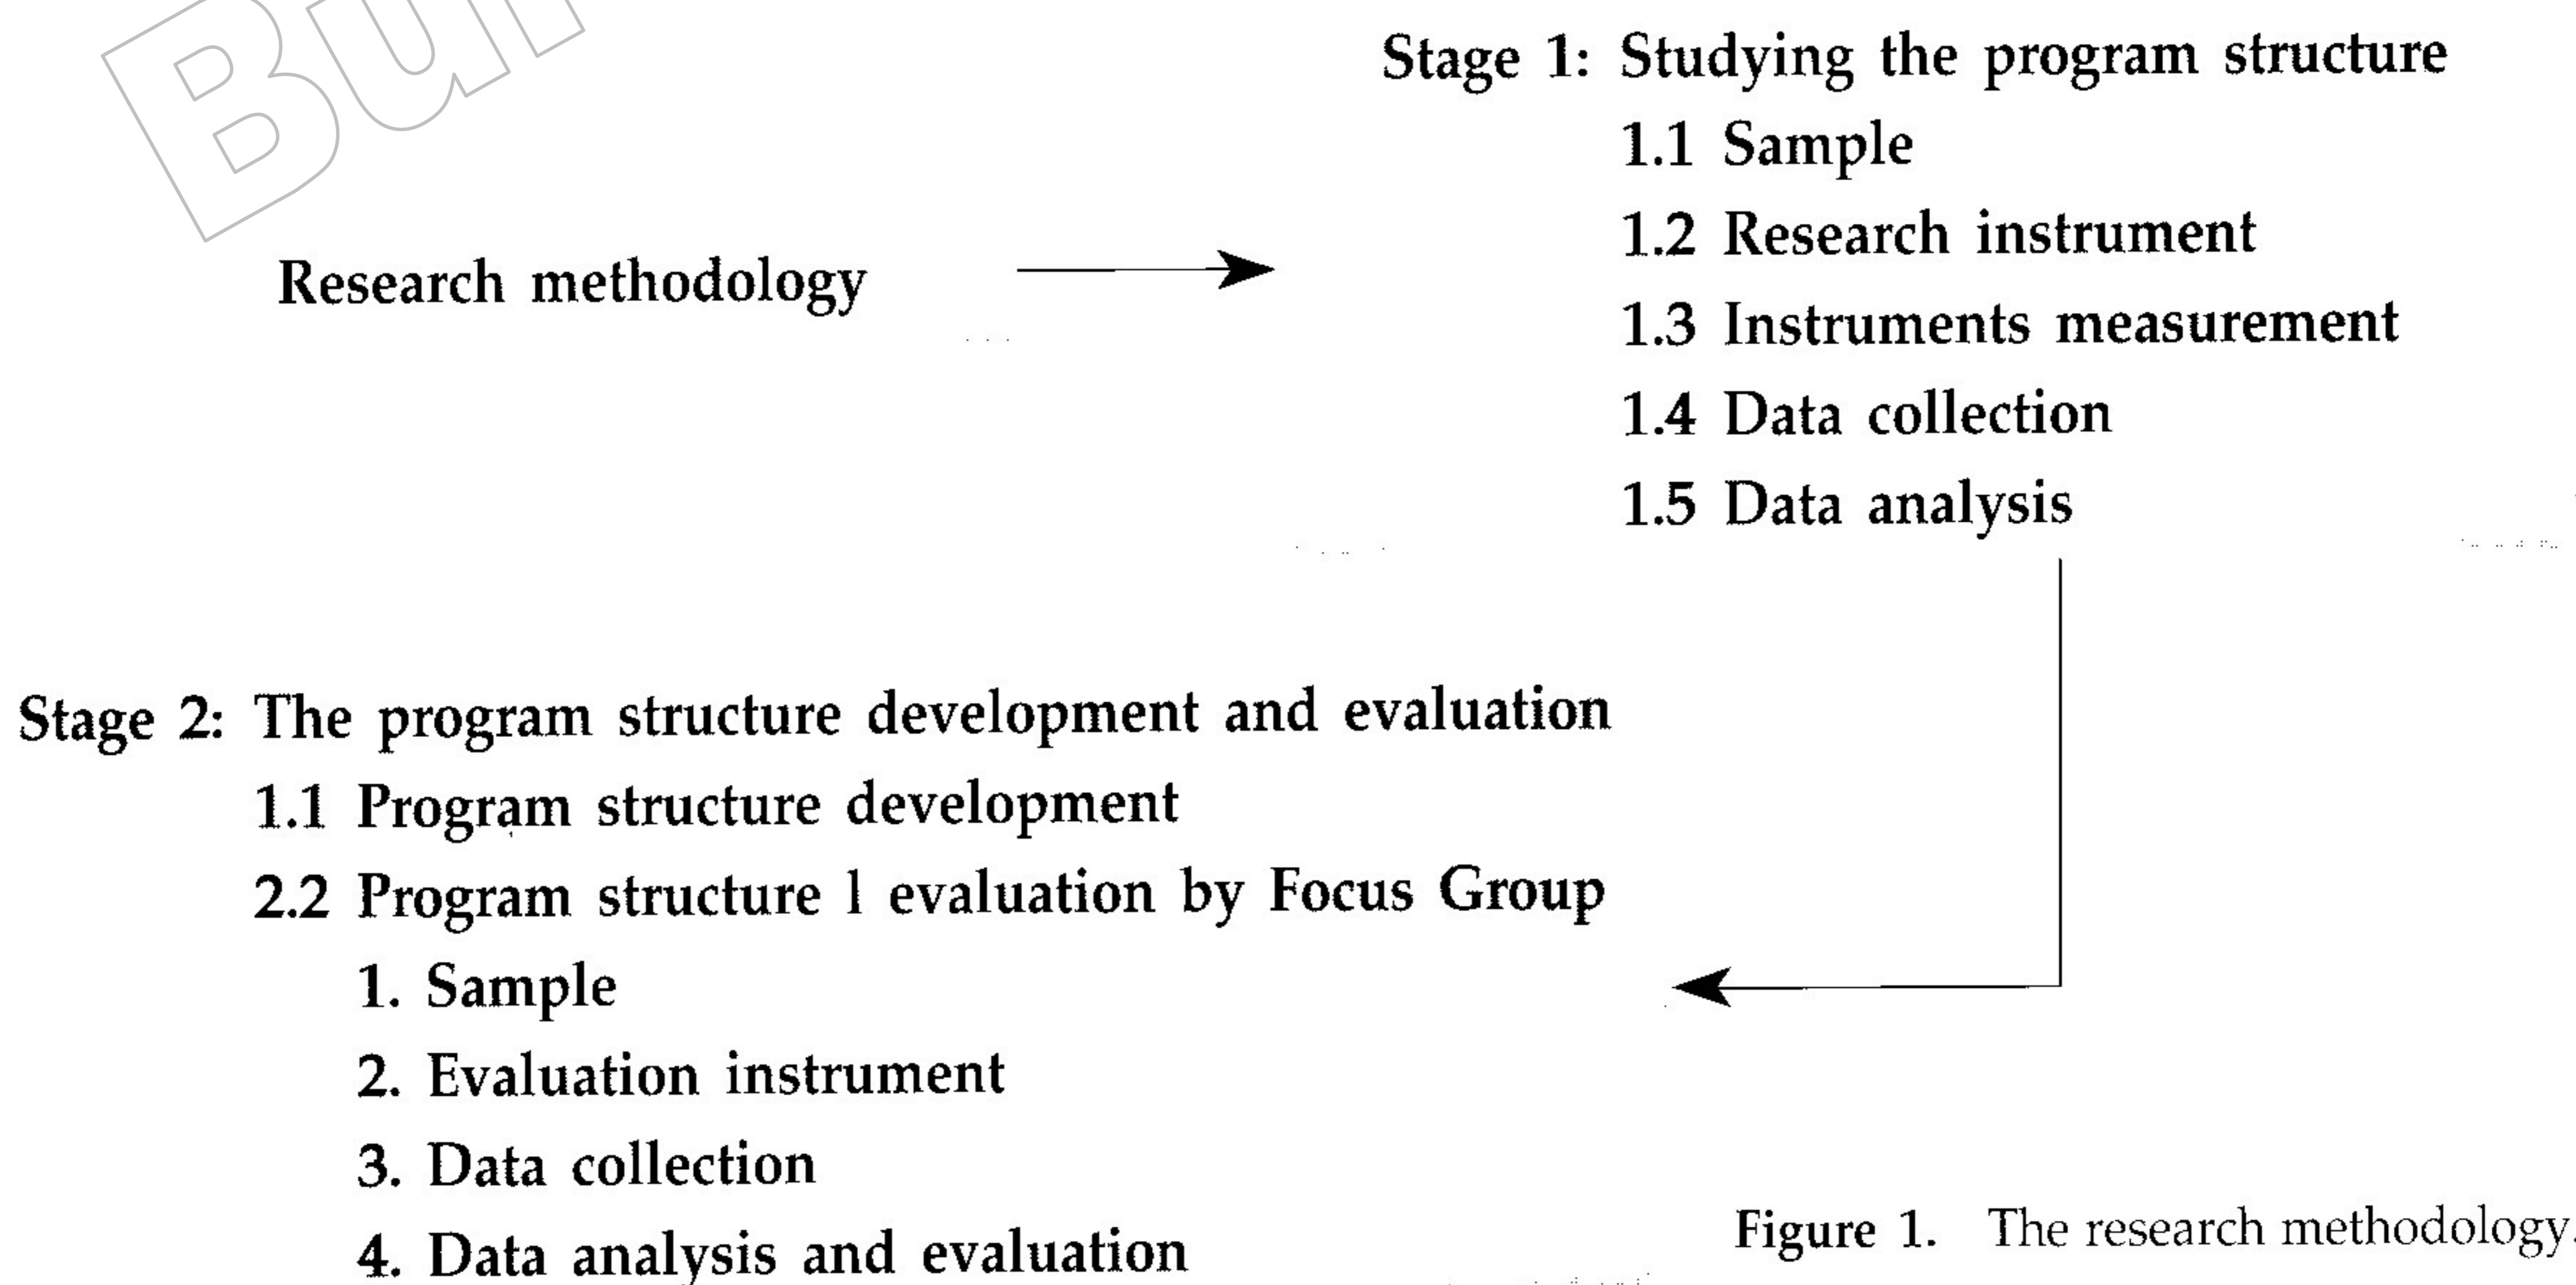 Stage 1: Studying the program structure
1.1 Sample
1.2 Research instrument
Research methodology
1.3 Instruments measurement
1.4 Data collection
1.5 Data analysis
Stage 2: The program structure development and evaluation
1.1 Program structure development
2.2 Program structure l evaluation by Focus Group
1. Sample
2. Evaluation instrument
3. Data collection
4. Data analysis and evaluation
Figure 1. The research methodology.